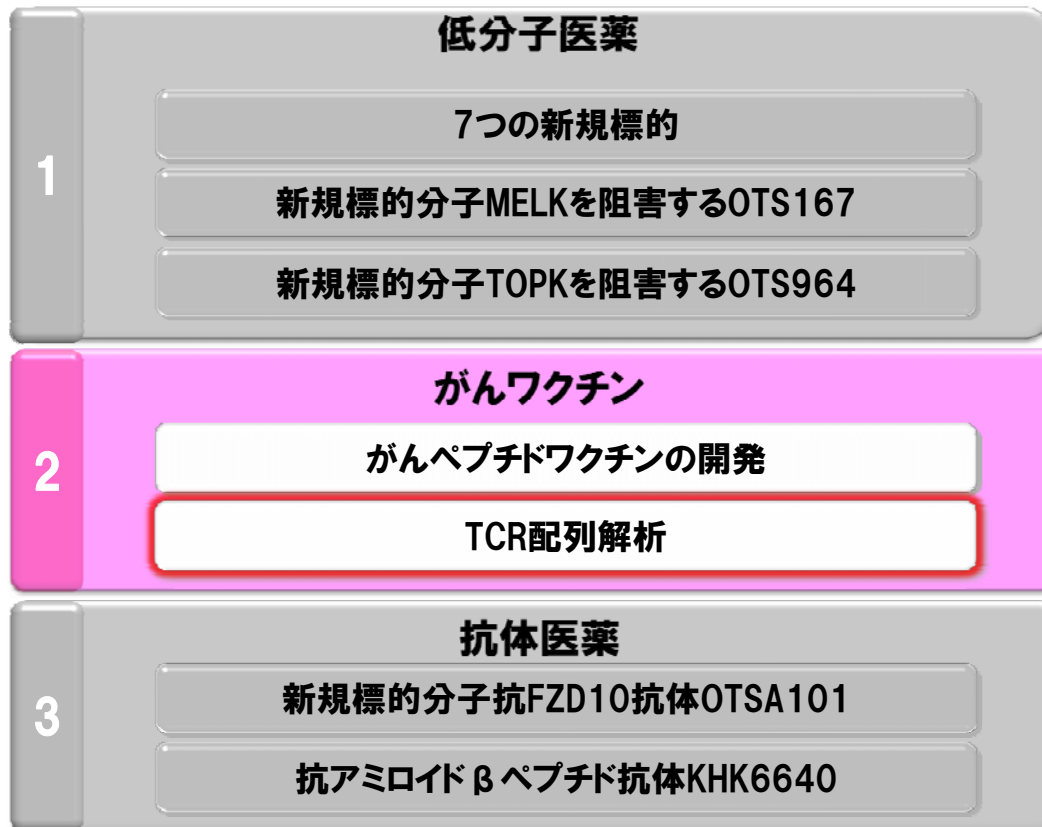 低分子医薬
1
7つの新規標的
新規標的分子MELKを阻害するOTS167
新規標的分子TOPKを阻害するOTS964
がんワクチン
2
がんペプチドワクチンの開発
TCR配列解析
抗体医薬
3
新規標的分子抗FZD10抗体OTSA101
抗アミロイドβペプチド抗体KHK6640